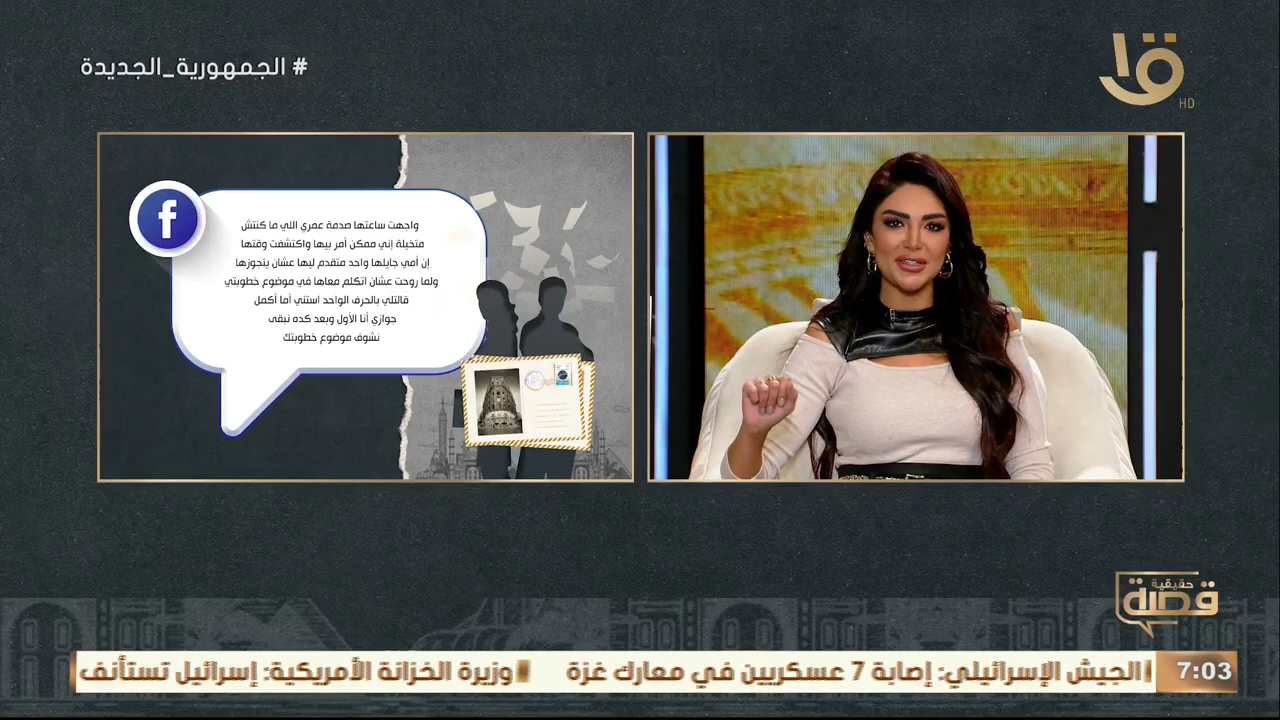 # الجمهورية_الجديدة
HD
f
واجهت ساعتها صدمة عمري اللي ما كنتش
متخيلة إني ممكن أمر بيها واكتشفت وقتها
إن أمي جايلها واحد متقدم ليها عشان يتجوزها
ولما روحت عشان اتكلم معاها في موضوع خطوبتي
قالتلي بالحرف الواحد استني أما أكمل
جوازي أنا الأول وبعد كده نبقى
نشوف موضوع خطوبتك
قصة حقيقية
7:03 الجيش الإسرائيلي: إصابة 7 عسكريين في معارك غزة وزيرة الخزانة الأمريكية: إسرائيل تستأنف